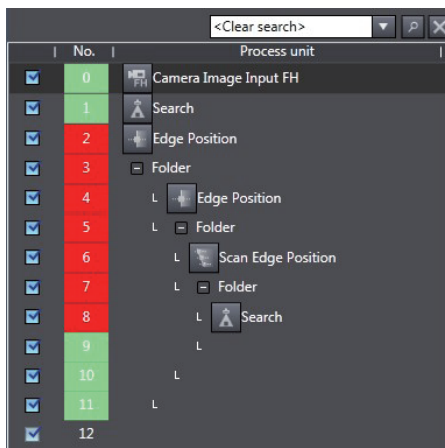 <Clear search>
No. Process unit
0 FH Camera Image Input FH
1 Search
2 Edge Position
3 Folder
4 L Edge Position
5 L Folder
6 L Scan Edge Position
7 L Folder
8 L Search
9 L
10 L
11 L
12